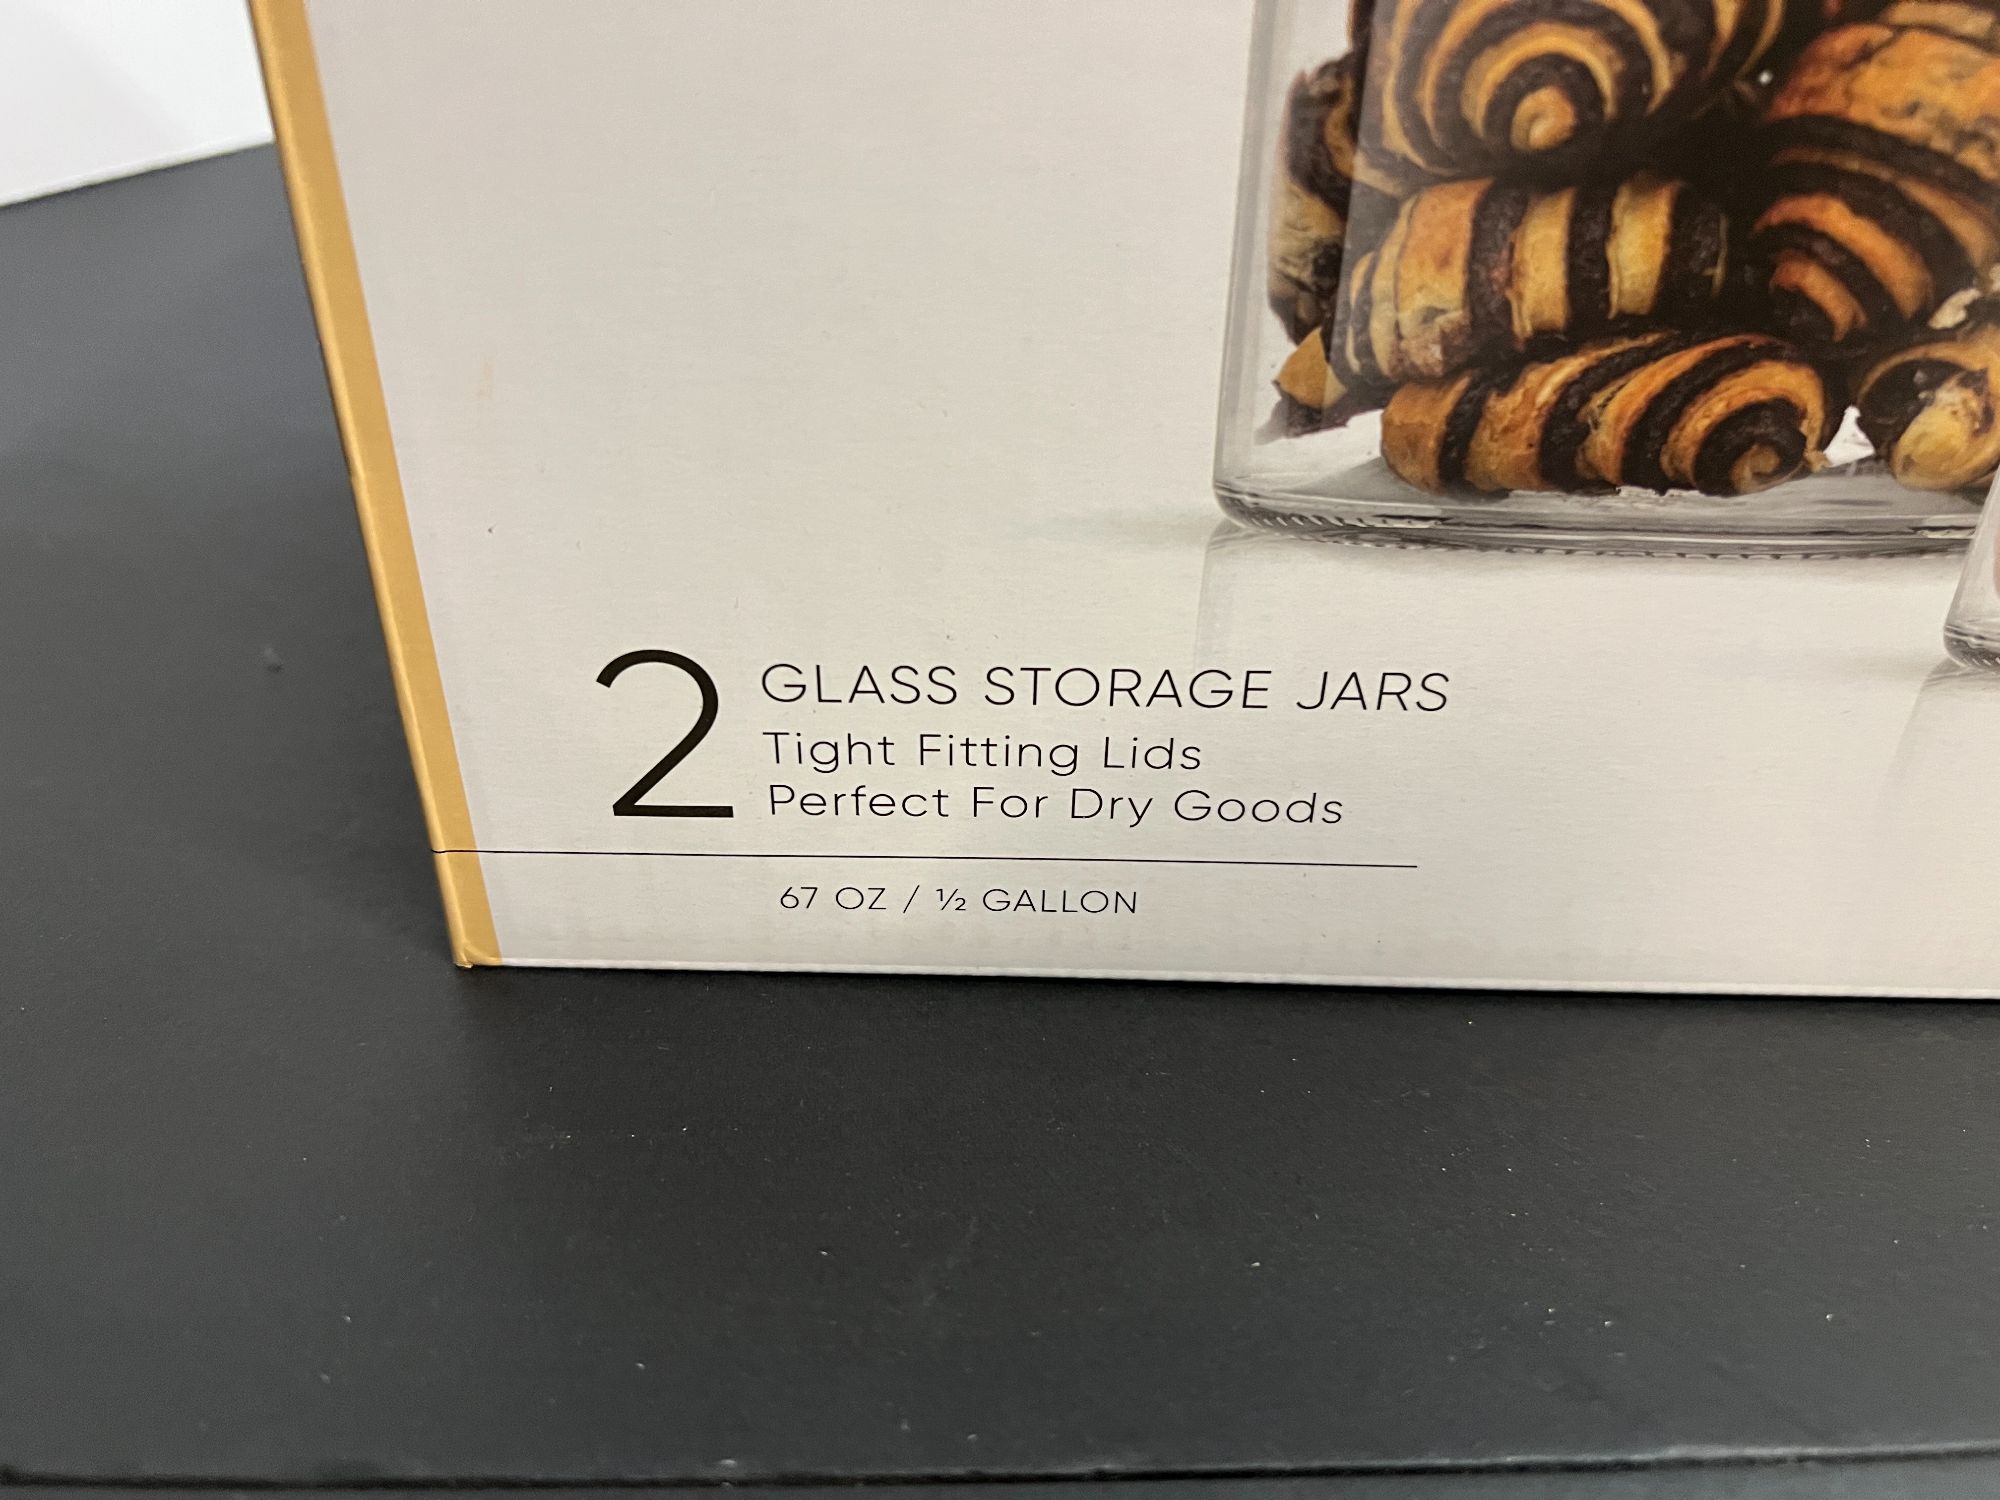 2 GLASS STORAGE JARS
Tight Fitting Lids
Perfect For Dry Goods
67 OZ / ½ GALLON